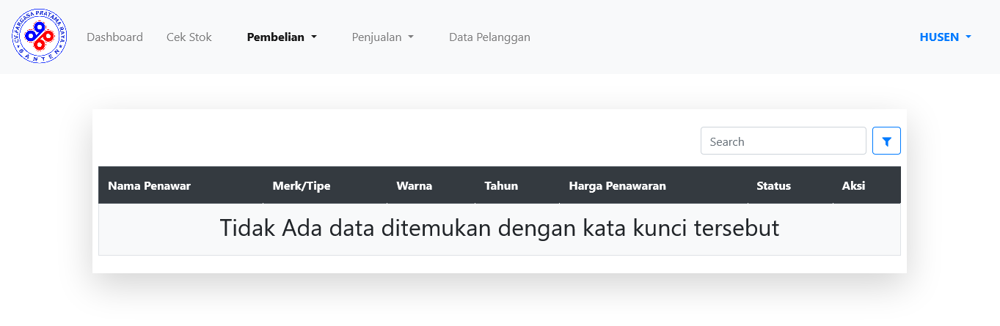 CV.FARGASA PRATAMA RAYA
BANTEN
Dashboard
Cek Stok
Pembelian
Penjualan
Data Pelanggan
HUSEN
Search
Nama Penawar Merk/Tipe Warna Tahun Harga Penawaran Status Aksi
Tidak Ada data ditemukan dengan kata kunci tersebut